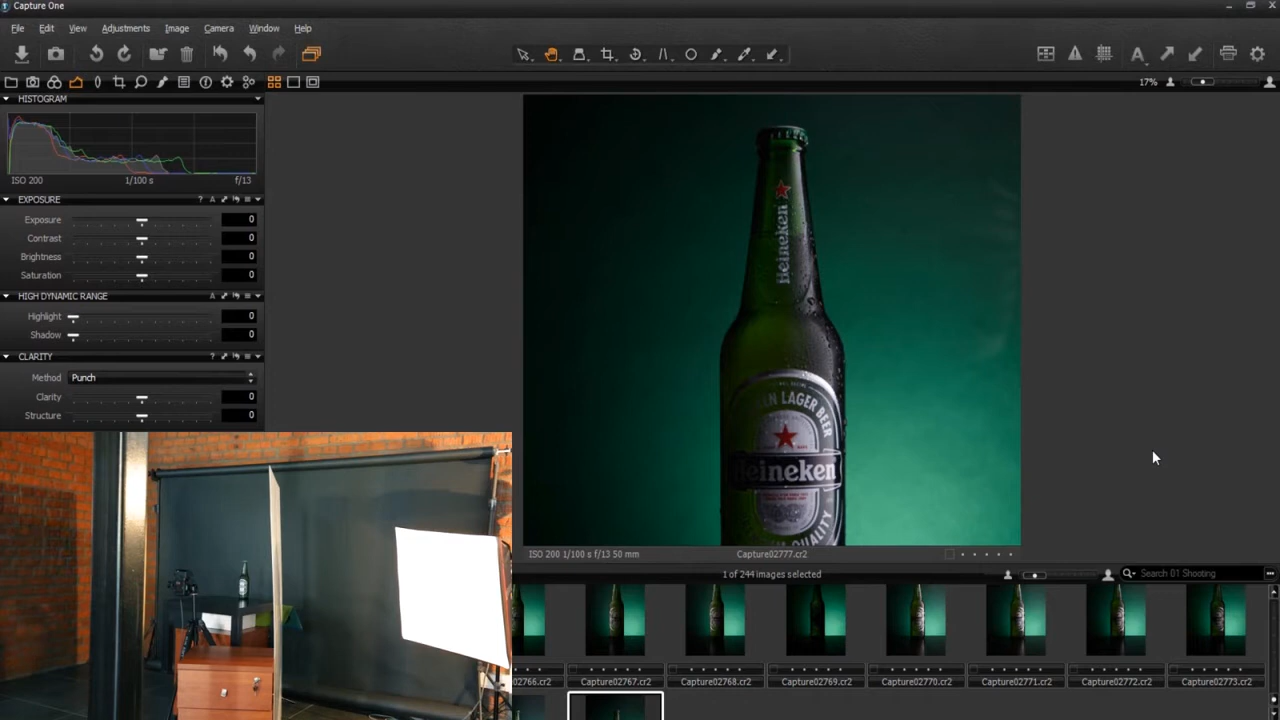 Capture One
File Edit View Adjustments Image Camera Window Help
17%
HISTOGRAM
ISO 200 1/100 s f/13
EXPOSURE
Exposure 0
Contrast 0
Brightness 0
Saturation 0
HIGH DYNAMIC RANGE
Highlight 0
Shadow 0
CLARITY
Method Punch
Clarity 0
Structure 0
Heineken
LAGER BEER
Heineken
QUALITY
ISO 200 1/100 s f/13 50 mm Capture02777.cr2
1 of 244 images selected
Search 01 Shooting
02766.cr2 Capture02767.cr2 Capture02768.cr2 Capture02769.cr2 Capture02770.cr2 Capture02771.cr2 Capture02772.cr2 Capture02773.cr2